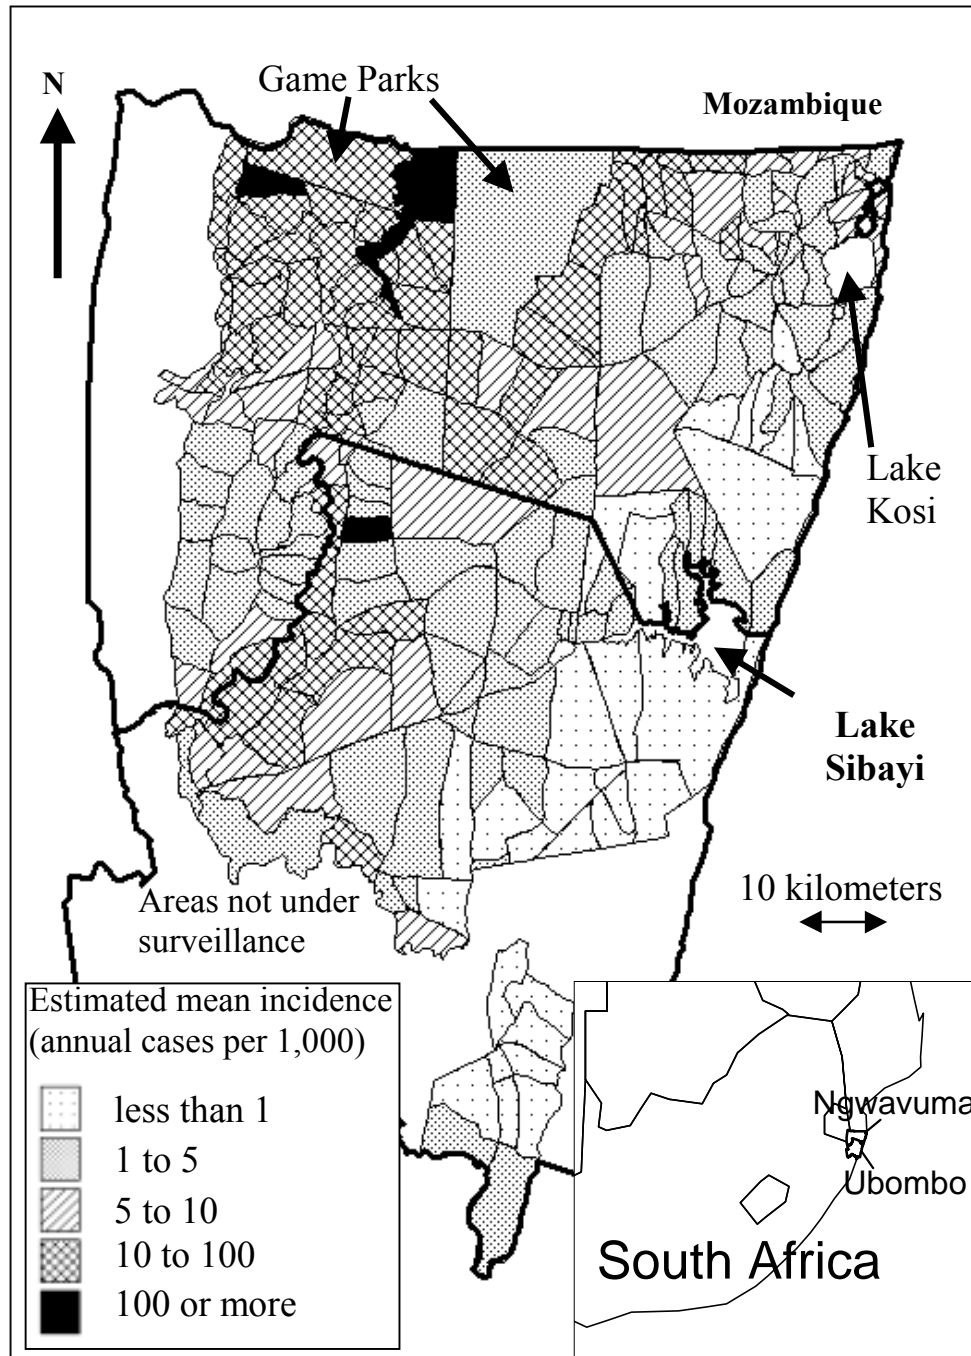 Game Parks
N
Mozambique
Lake
Kosi
Lake
Sibayi
10 kilometers
Areas not under
surveillance
Estimated mean incidence
(annual cases per 1,000)
less than 1
1 to 5
5 to 10
10 to 100
100 or more
Ngwavuma
Ubombo
South Africa